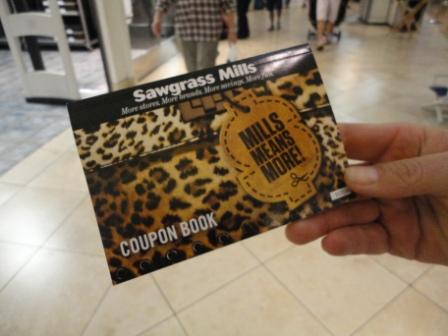 Sawgrass Mills
More stores. More brands. More savings. More fun.
MILLS
MEANS
MORE!
COUPON BOOK